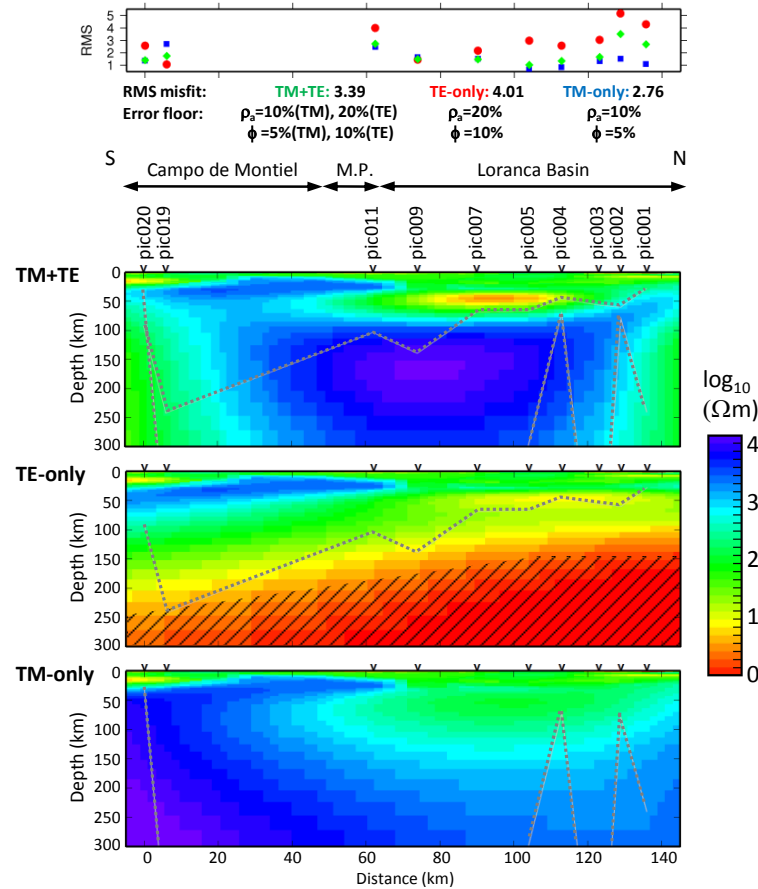 5
4
3
2
1
RMS
RMS misfit: TM+TE: 3.39 TE-only: 4.01 TM-only: 2.76
Error floor: ρa=10%(TM), 20%(TE) ρa=20% ρa=10%
ϕ =5%(TM), 10%(TE) ϕ=10% ϕ=5%
S N
Campo de Montiel M.P. Loranca Basin
pic020 pic019 pic011 pic009 pic007 pic005 pic004 pic003 pic002 pic001
TM+TE
0
50
100
150
200
250
300
Depth (km)
TE-only
0
50
100
150
200
250
300
Depth (km)
TM-only
0
50
100
150
200
250
300
Depth (km)
0 20 40 60 80 100 120 140
Distance (km)
log10
(Ωm)
4
3
2
1
0